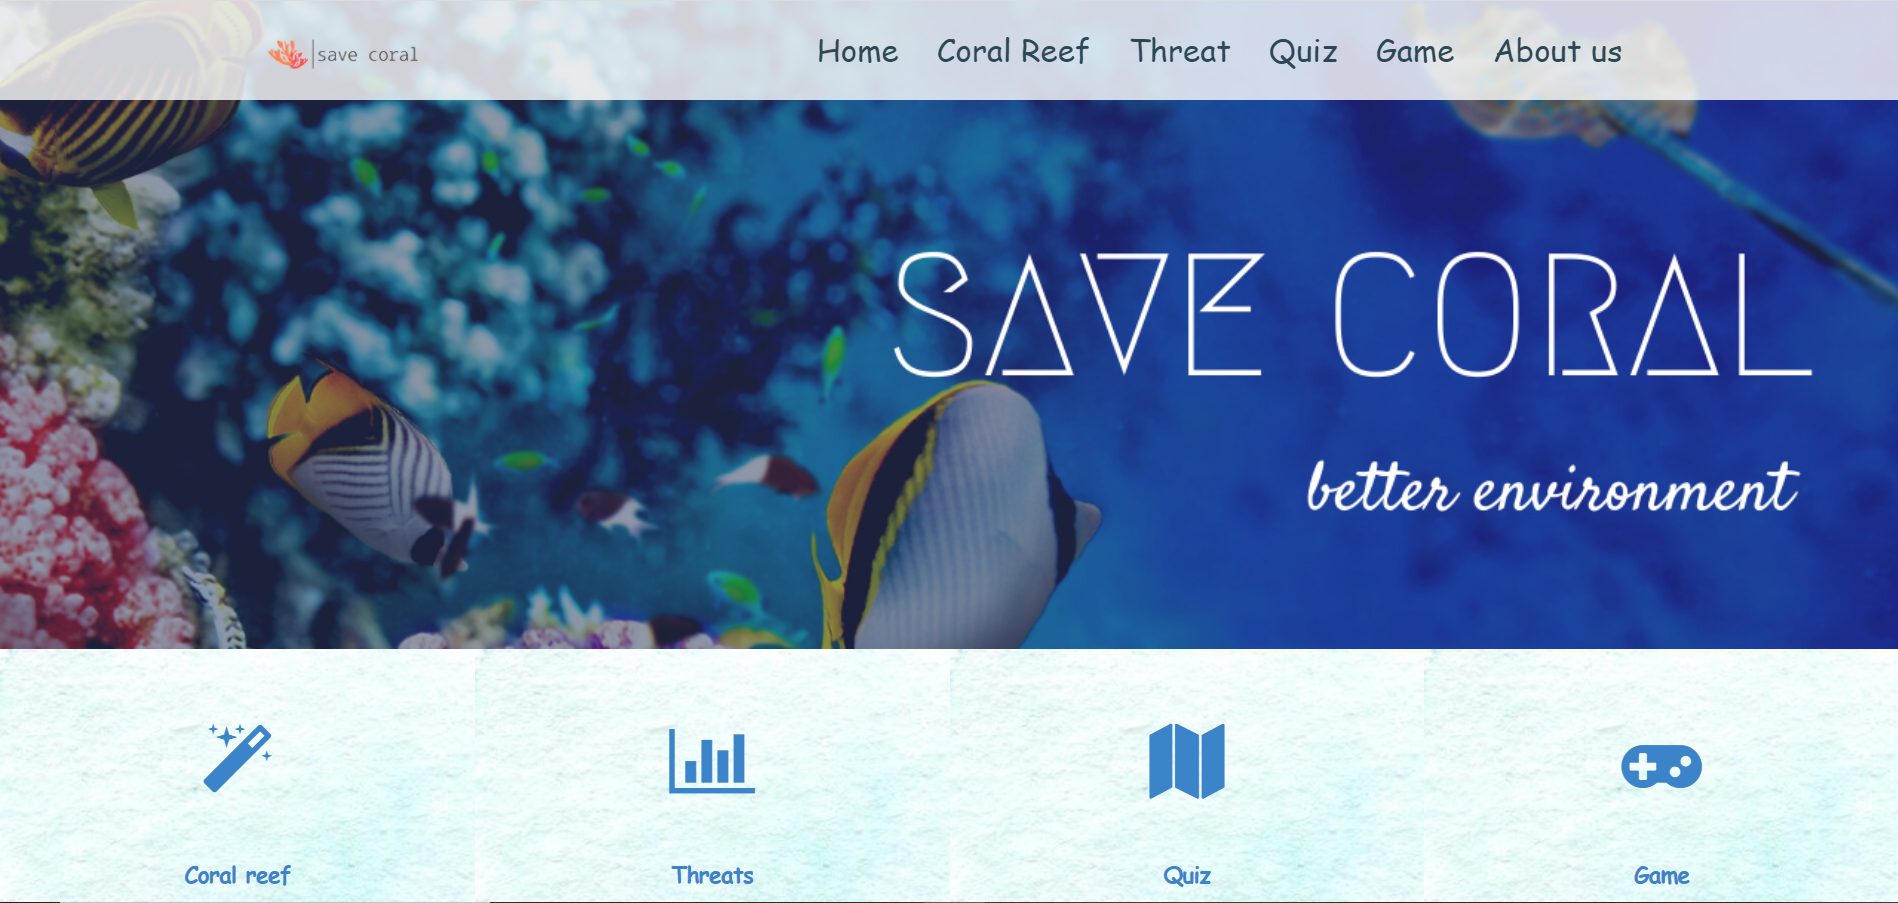 save coral
Home Coral Reef Threat Quiz Game About us
SAVE CORAL
better environment
Coral reef
Threats
Quiz
Game